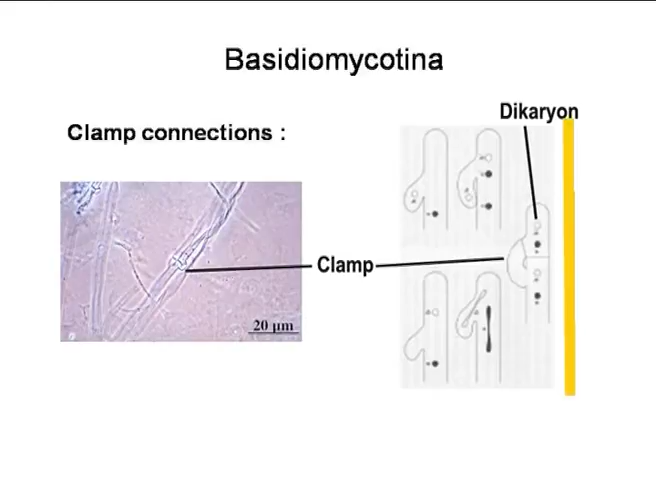 Basidiomycotina
Dikaryon
Clamp connections :
Clamp
20 µm